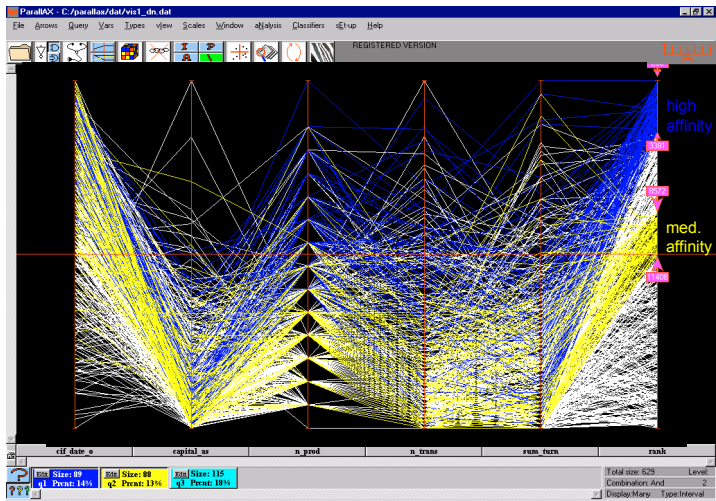 ParallAX - C:/parallax/dat/vis1_dn.dat
File Arrows Query Vars Types vIew Scales Window aNalysis Classifiers sEt-up Help
REGISTERED VERSION
I P
A
high
affinity
3381
8572
med.
affinity
11408
cif_date_o capital_as n_prod n_trans sum_turn rank
Edit Size: 89 Edit Size: 88 Edit Size: 115
q1 Prcnt: 14% q2 Prcnt: 13% q3 Prcnt: 18%
?
???
Total size: 629 Level:
Combination: And 2
Display:Many Type:Interval